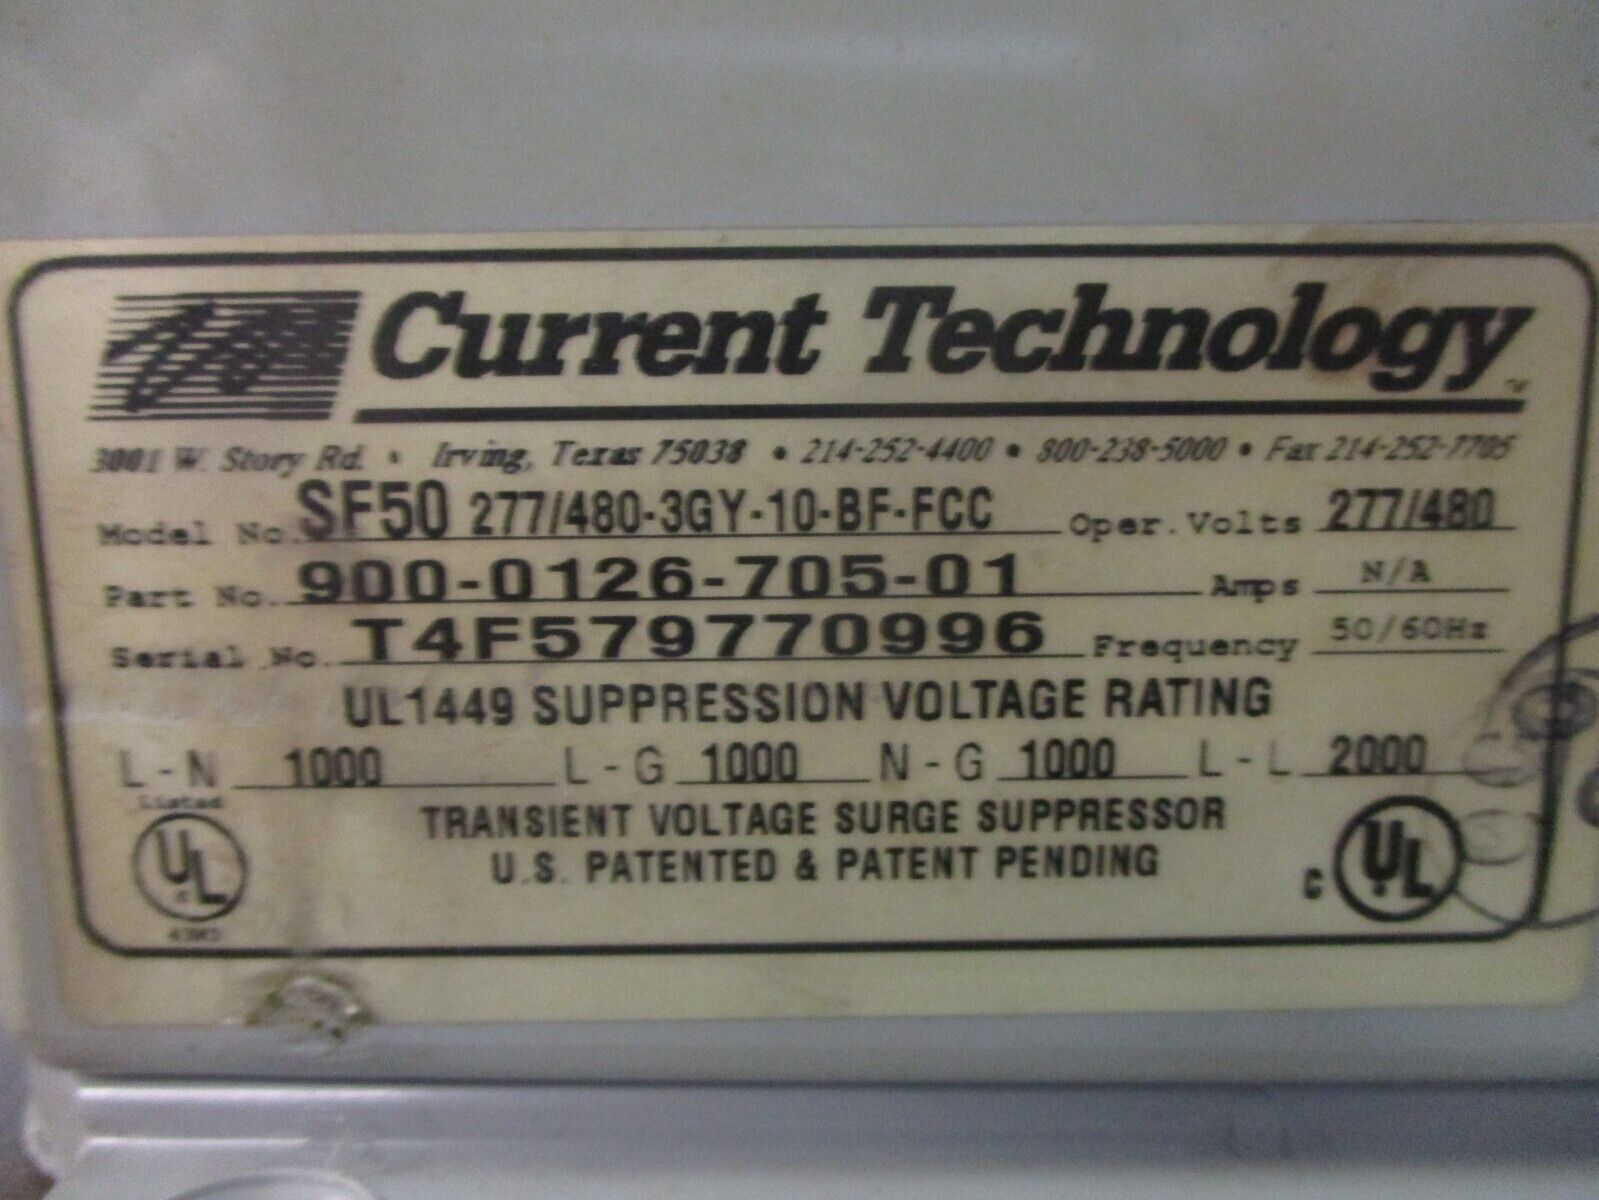 Current Technology
3001 W. Story Rd. • Irving, Texas 75038 • 214-252-4400 • 800-238-5000 • Fax 214-252-7705
Model No. SF50 277/480-3GY-10-BF-FCC Oper. Volts 277/480
Part No. 900-0126-705-01 Amps N/A
Serial No. T4F579770996 Frequency 50/60Hz
UL1449 SUPPRESSION VOLTAGE RATING
L-N 1000 L-G 1000 N-G 1000 L-L 2000
Listed
UL
TRANSIENT VOLTAGE SURGE SUPPRESSOR
U.S. PATENTED & PATENT PENDING
C UL